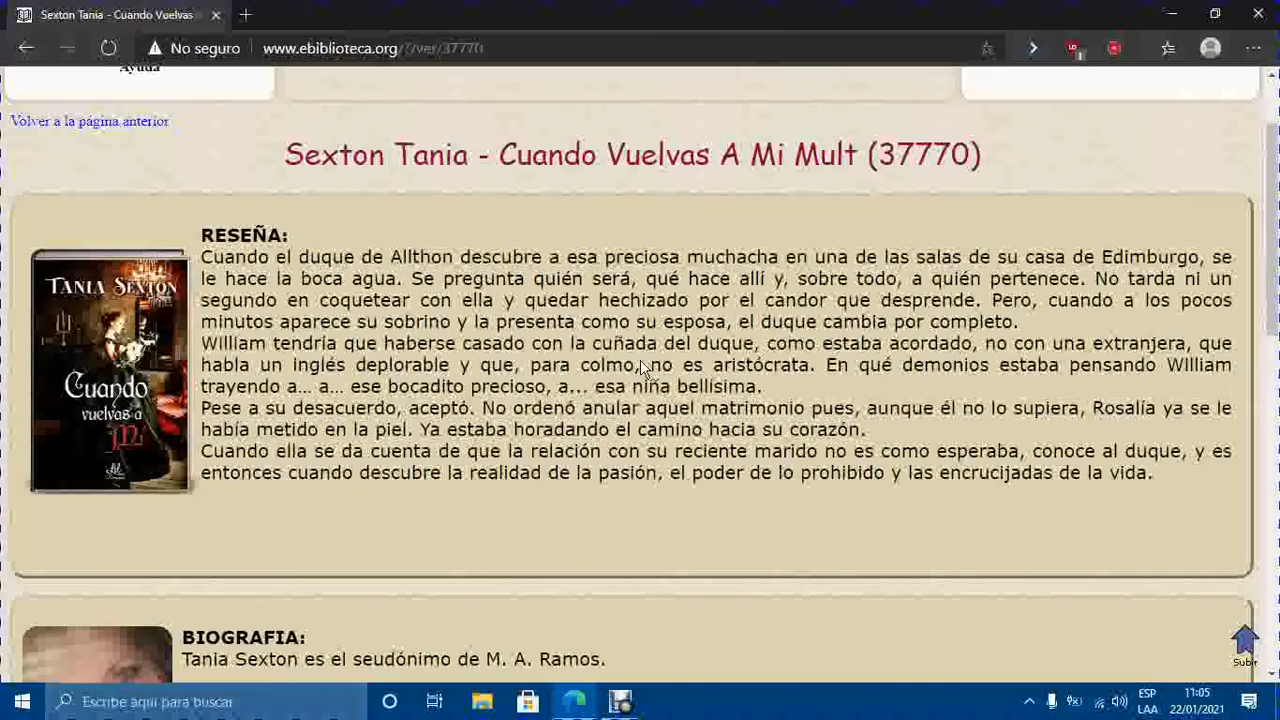 Sexton Tania - Cuando Vuelvas
No seguro
www.ebiblioteca.org/?/ver/37770
Ayuda
Volver a la página anterior
Sexton Tania - Cuando Vuelvas A Mi Mult (37770)
RESEÑA:
Cuando el duque de Allthon descubre a esa preciosa muchacha en una de las salas de su casa de Edimburgo, se
le hace la boca agua. Se pregunta quién será, qué hace allí y, sobre todo, a quién pertenece. No tarda ni un
segundo en coquetear con ella y quedar hechizado por el candor que desprende. Pero, cuando a los pocos
minutos aparece su sobrino y la presenta como su esposa, el duque cambia por completo.
William tendría que haberse casado con la cuñada del duque, como estaba acordado, no con una extranjera, que
habla un inglés deplorable y que, para colmo, no es aristócrata. En qué demonios estaba pensando William
trayendo a... a... ese bocadito precioso, a... esa niña bellísima.
Pese a su desacuerdo, aceptó. No ordenó anular aquel matrimonio pues, aunque él no lo supiera, Rosalía ya se le
había metido en la piel. Ya estaba horadando el camino hacia su corazón.
Cuando ella se da cuenta de que la relación con su reciente marido no es como esperaba, conoce al duque, y es
entonces cuando descubre la realidad de la pasión, el poder de lo prohibido y las encrucijadas de la vida.
TANIA SEXTON
Cuando
vuelvas a
Mí
BIOGRAFIA:
Tania Sexton es el seudónimo de M. A. Ramos.
Subir
Escribe aquí para buscar
ESP
LAA
11:05
22/01/2021